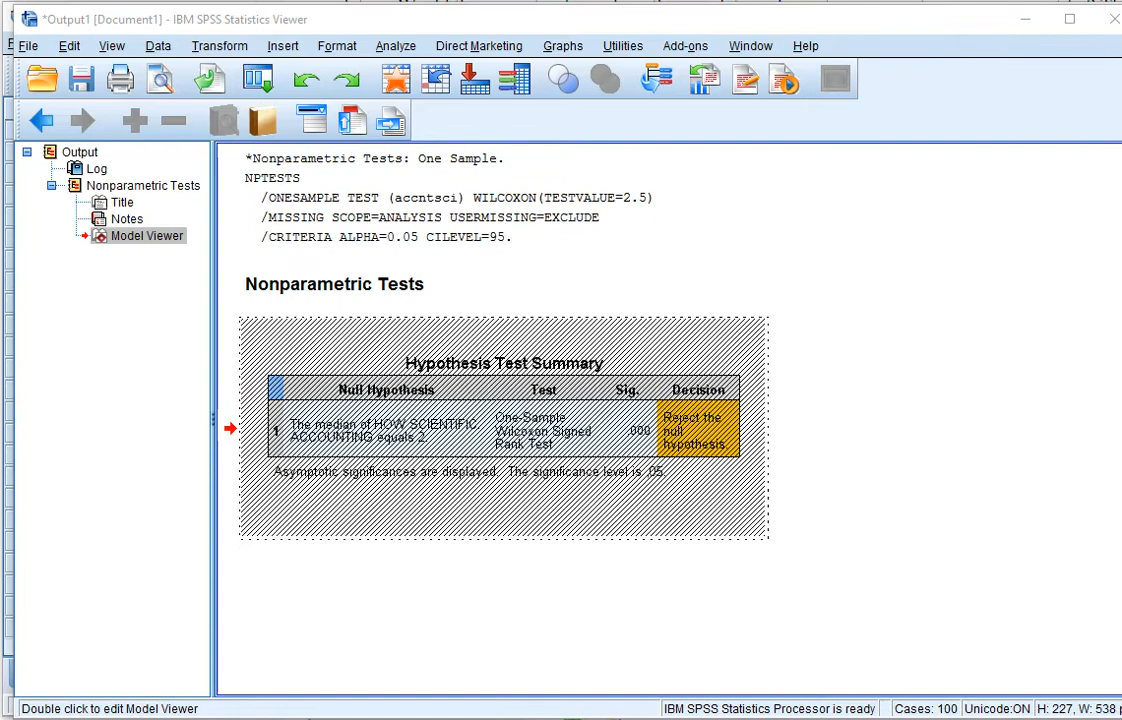 *Output1 [Document1] - IBM SPSS Statistics Viewer
File Edit View Data Transform Insert Format Analyze Direct Marketing Graphs Utilities Add-ons Window Help
Output
Log
Nonparametric Tests
Title
Notes
Model Viewer
*Nonparametric Tests: One Sample.
NPTESTS
/ONESAMPLE TEST (accntsci) WILCOXON(TESTVALUE=2.5)
/MISSING SCOPE=ANALYSIS USERMISSING=EXCLUDE
/CRITERIA ALPHA=0.05 CILEVEL=95.
Nonparametric Tests
Hypothesis Test Summary
Null Hypothesis Test Sig. Decision
1 The median of HOW SCIENTIFIC ACCOUNTING equals 2. One-Sample Wilcoxon Signed Rank Test .000 Reject the null hypothesis.
Asymptotic significances are displayed. The significance level is .05.
Double click to edit Model Viewer
IBM SPSS Statistics Processor is ready Cases: 100 Unicode:ON H: 227, W: 538 p